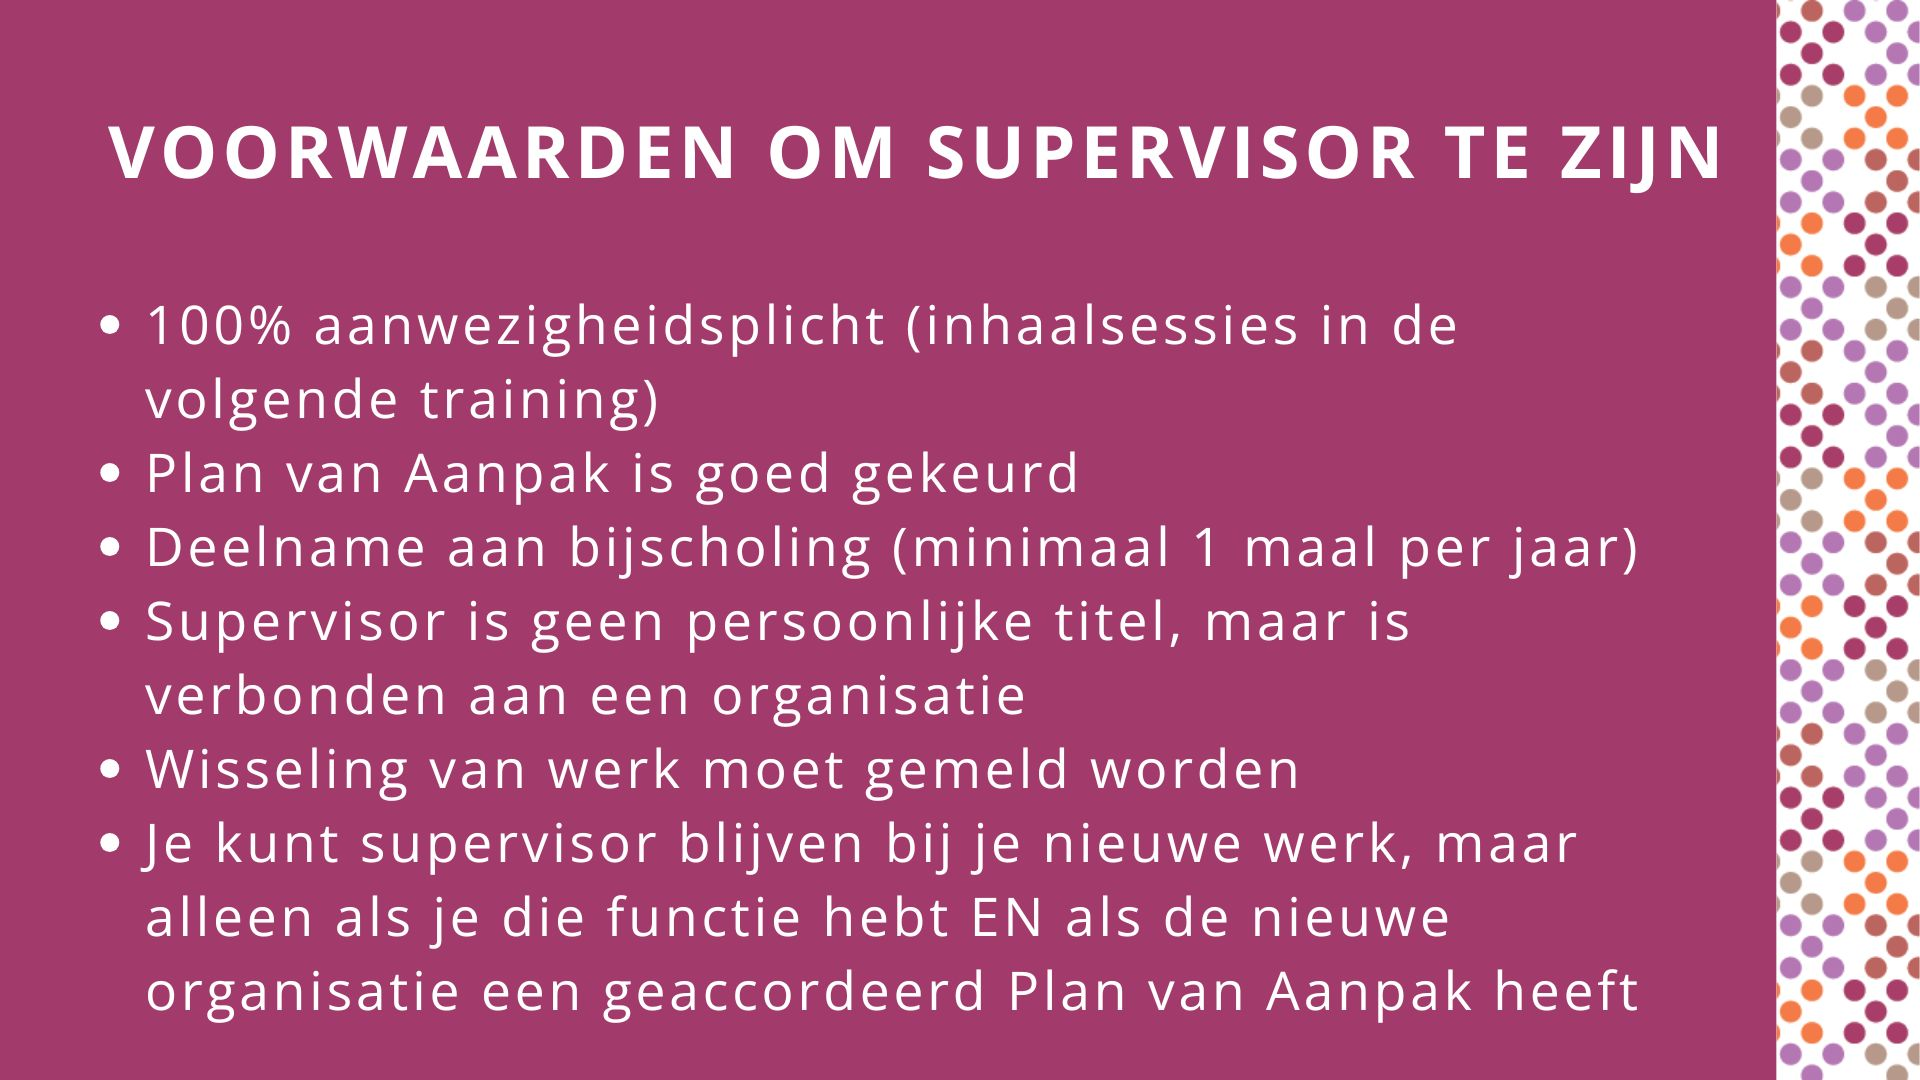 VOORWAARDEN OM SUPERVISOR TE ZIJN
• 100% aanwezigheidsplicht (inhaalsessies in de
volgende training)
• Plan van Aanpak is goed gekeurd
• Deelname aan bijscholing (minimaal 1 maal per jaar)
• Supervisor is geen persoonlijke titel, maar is
verbonden aan een organisatie
• Wisseling van werk moet gemeld worden
• Je kunt supervisor blijven bij je nieuwe werk, maar
alleen als je die functie hebt EN als de nieuwe
organisatie een geaccordeerd Plan van Aanpak heeft